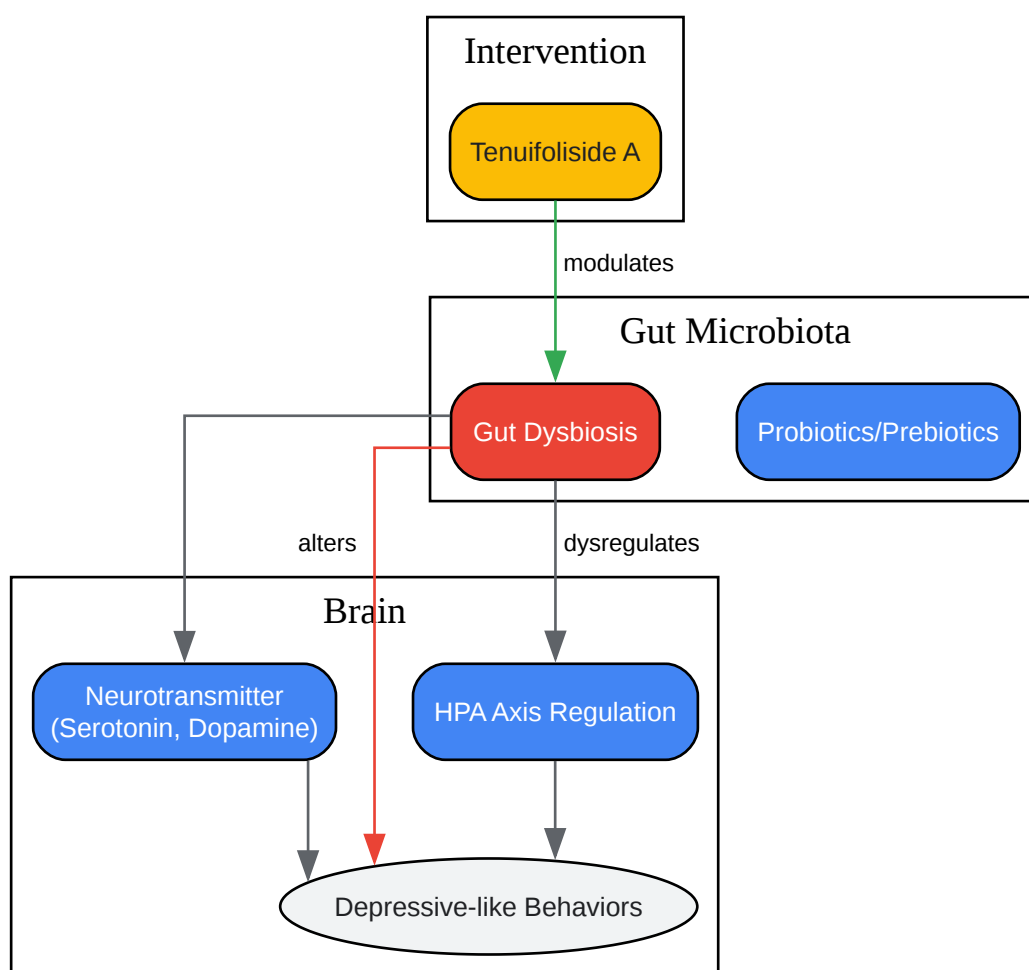 Intervention
Tenuifoliside A
modulates
Gut Microbiota
Gut Dysbiosis
Probiotics/Prebiotics
alters
dysregulates
Brain
Neurotransmitter
(Serotonin, Dopamine)
HPA Axis Regulation
Depressive-like Behaviors